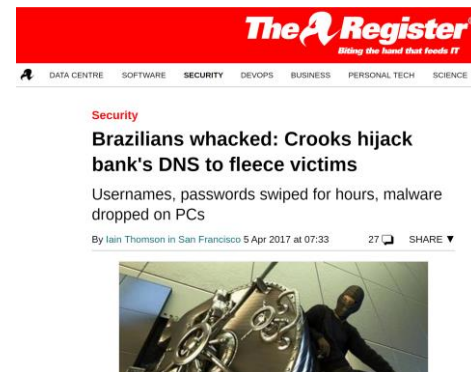 The Register
Biting the hand that feeds IT
DATA CENTRE SOFTWARE SECURITY DEVOPS BUSINESS PERSONAL TECH SCIENCE
Security
Brazilians whacked: Crooks hijack
bank's DNS to fleece victims
Usernames, passwords swiped for hours, malware
dropped on PCs
By Iain Thomson in San Francisco 5 Apr 2017 at 07:33 27 SHARE ▼